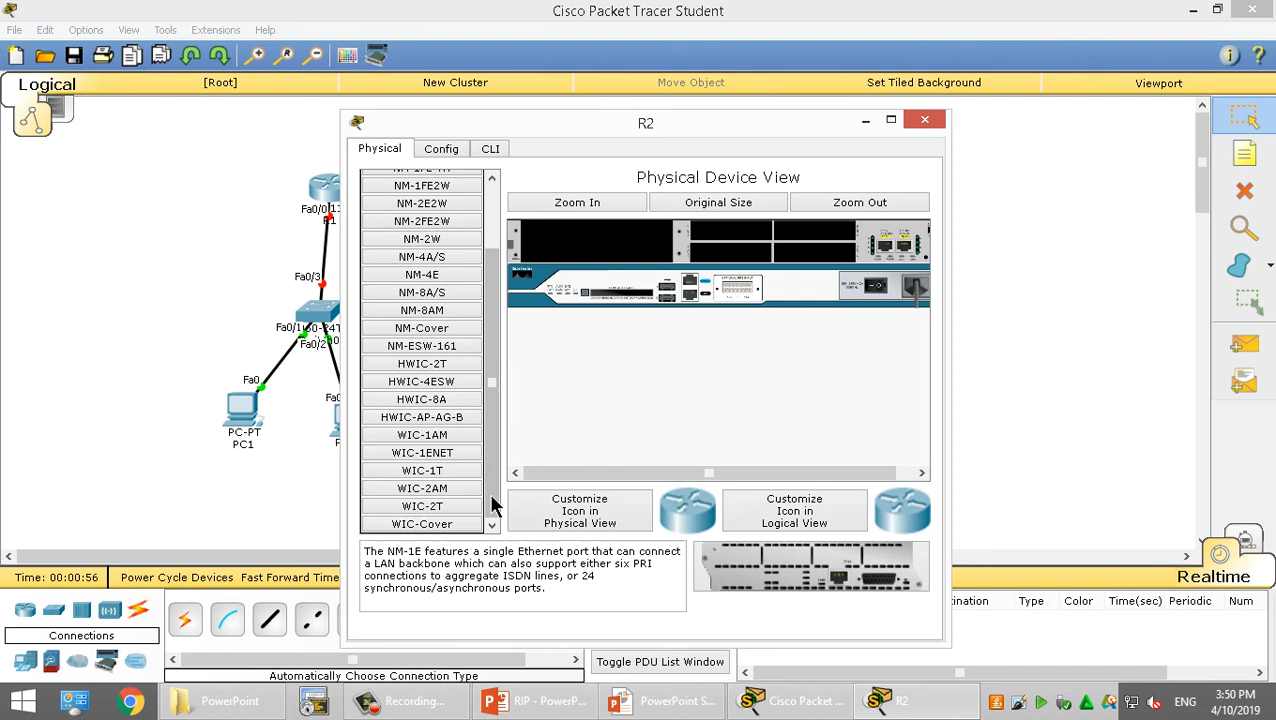 Cisco Packet Tracer Student
File Edit Options View Tools Extensions Help
Logical
[Root]
New Cluster
Move Object
Set Tiled Background
Viewport
R2
Physical Config CLI
NM-1FE2W
NM-2E2W
NM-2FE2W
NM-2W
NM-4A/S
NM-4E
NM-8A/S
NM-8AM
NM-Cover
NM-ESW-161
HWIC-2T
HWIC-4ESW
HWIC-8A
HWIC-AP-AG-B
WIC-1AM
WIC-1ENET
WIC-1T
WIC-2AM
WIC-2T
WIC-Cover
Physical Device View
Zoom In
Original Size
Zoom Out
Customize
Icon in
Physical View
Customize
Icon in
Logical View
The NM-1E features a single Ethernet port that can connect
a LAN backbone which can also support either six PRI
connections to aggregate ISDN lines, or 24
synchronous/asynchronous ports.
Fa0/3
Fa0/2
Fa0
PC-PT
PC1
Time: 00:00:56 Power Cycle Devices Fast Forward Time
Realtime
Connections
Automatically Choose Connection Type
Toggle PDU List Window
ination Type Color Time(sec) Periodic Num
PowerPoint
Recording...
RIP - PowerP...
PowerPoint S...
Cisco Packet ...
R2
ENG
3:50 PM
4/10/2019